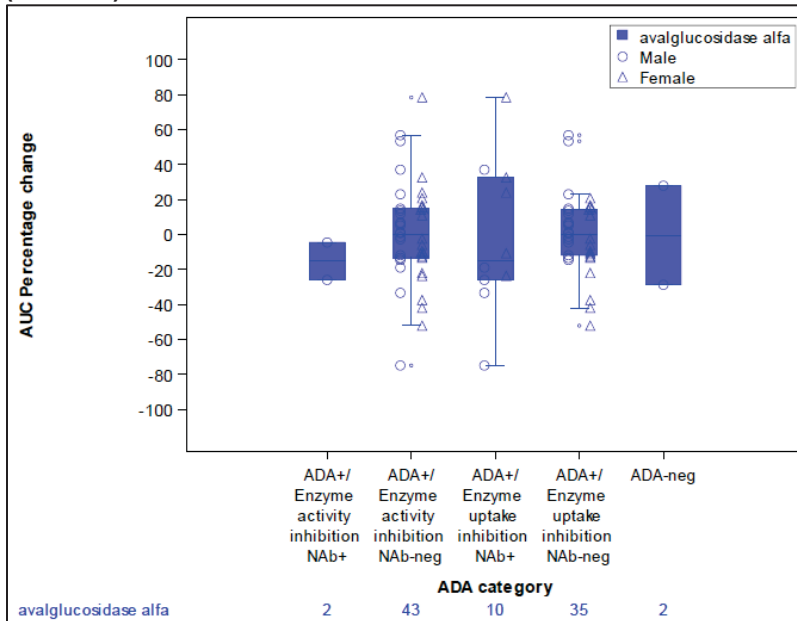 avalglucosidase alfa
Male
Female
AUC Percentage change
100
80
60
40
20
0
-20
-40
-60
-80
-100
ADA+/
Enzyme
activity
inhibition
NAb+
ADA+/
Enzyme
activity
inhibition
NAb-neg
ADA+/
Enzyme
uptake
inhibition
NAb+
ADA+/
Enzyme
uptake
inhibition
NAb-neg
ADA-neg
ADA category
avalglucosidase alfa 2 43 10 35 2